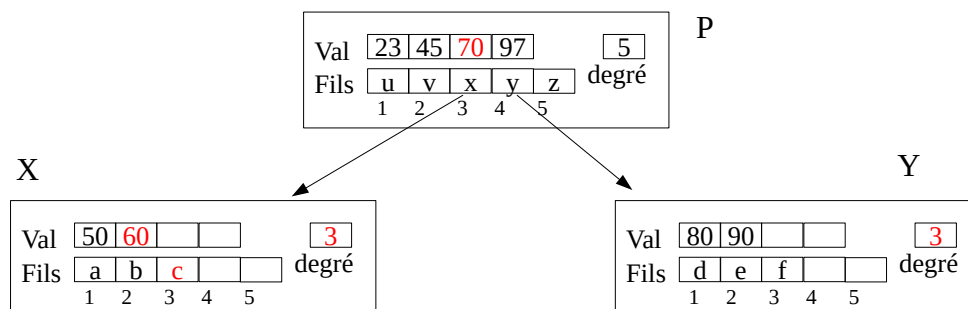 P
Val 23 45 70 97 5
Fils u v x y z degré
1 2 3 4 5
X
Y
Val 50 60 3
Fils a b c degré
1 2 3 4 5
Val 80 90 3
Fils d e f degré
1 2 3 4 5